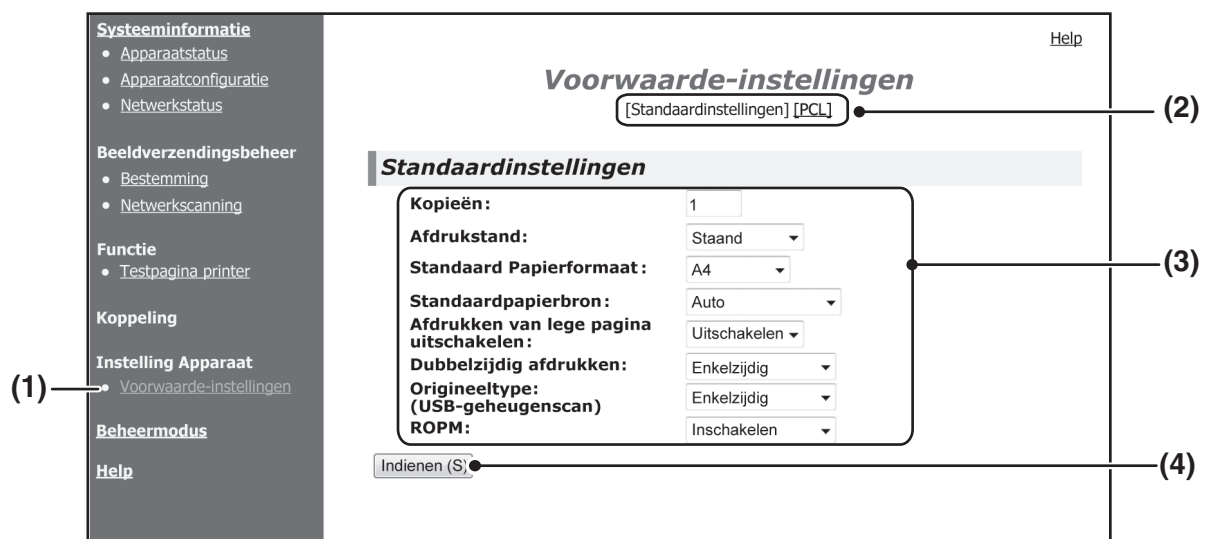 Systeeminformatie
• Apparaatstatus
• Apparaatconfiguratie
• Netwerkstatus
Beeldverzendingsbeheer
• Bestemming
• Netwerkscanning
Functie
• Testpagina printer
Koppeling
Instelling Apparaat
(1)
• Voorwaarde-instellingen
Beheermodus
Help
Help
Voorwaarde-instellingen
[Standaardinstellingen] [PCL]
(2)
Standaardinstellingen
Kopieën: 1
Afdrukstand: Staand
Standaard Papierformaat: A4
(3)
Standaardpapierbron: Auto
Afdrukken van lege pagina
uitschakelen: Uitschakelen
Dubbelzijdig afdrukken: Enkelzijdig
Origineeltype:
(USB-geheugenscan) Enkelzijdig
ROPM: Inschakelen
Indienen (S)
(4)